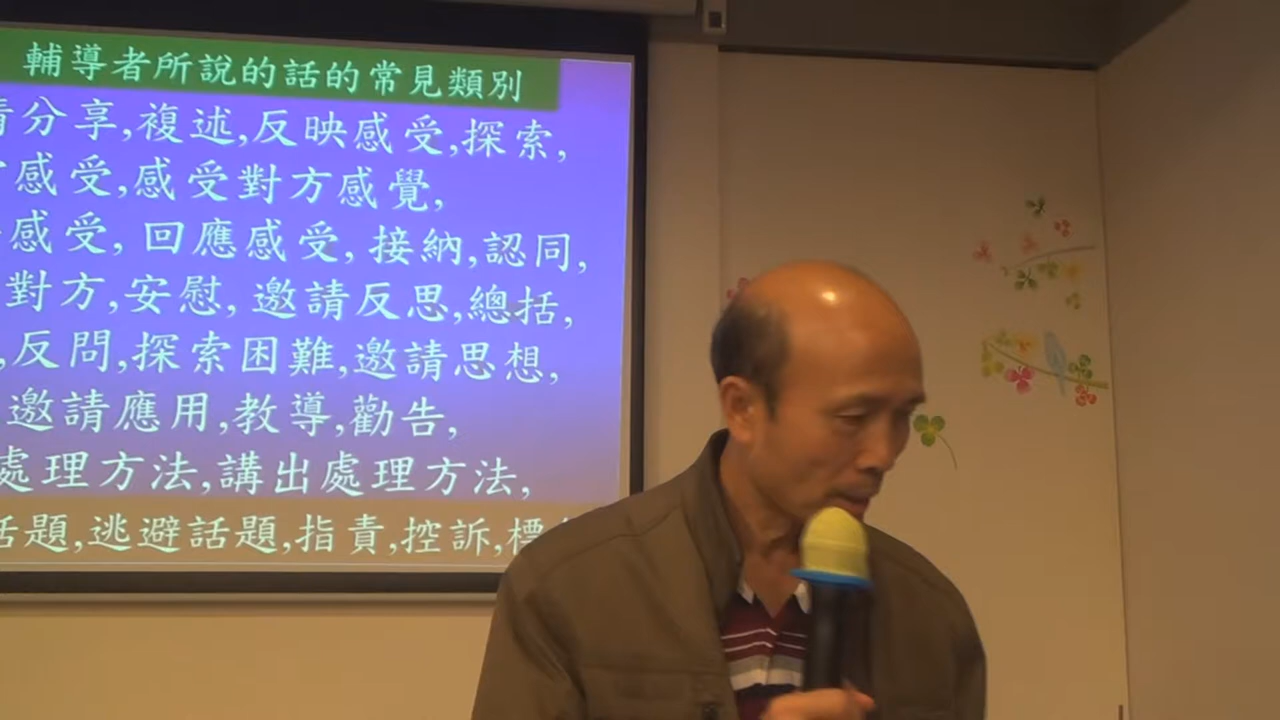 輔導者所說的話的常見類別
分享,複述,反映感受,探索,
感受,感受對方感覺,
感受, 回應感受, 接納,認同,
對方,安慰, 邀請反思,總括,
,反問,探索困難,邀請思想,
邀請應用,教導,勸告,
處理方法,講出處理方法,
話題,逃避話題,指責,控訴,標